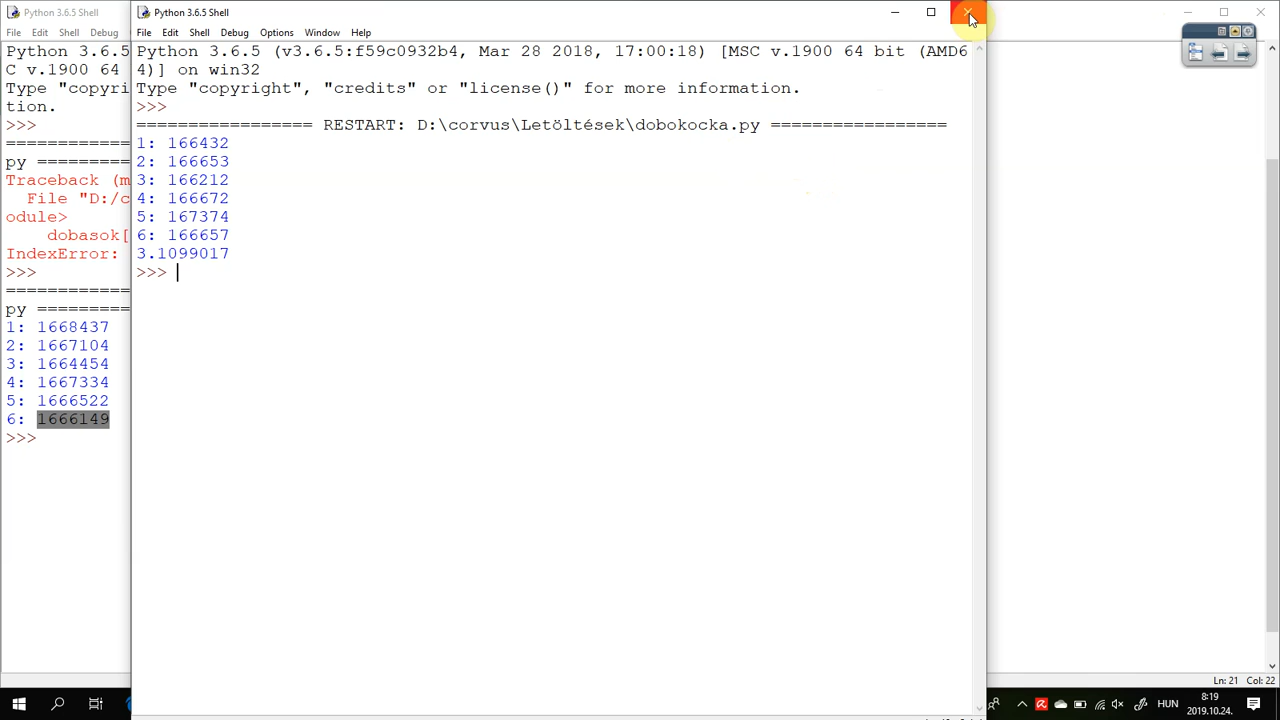 Python 3.6.5 Shell
File Edit Shell Debug
Python 3.6.5
C v.1900 64
Type "copyri
tion.
>>>
py =========
Traceback (m
File "D:/c
odule>
dobasok[
IndexError:
>>>
py =========
1: 1668437
2: 1667104
3: 1664454
4: 1667334
5: 1666522
6: 1666149
>>>
Python 3.6.5 Shell
File Edit Shell Debug Options Window Help
Python 3.6.5 (v3.6.5:f59c0932b4, Mar 28 2018, 17:00:18) [MSC v.1900 64 bit (AMD6
4)] on win32
Type "copyright", "credits" or "license()" for more information.
>>>
================= RESTART: D:\corvus\Letöltések\dobokocka.py =================
1: 166432
2: 166653
3: 166212
4: 166672
5: 167374
6: 166657
3.1099017
>>>
Ln: 21 Col: 22
HUN
8:19
2019.10.24.